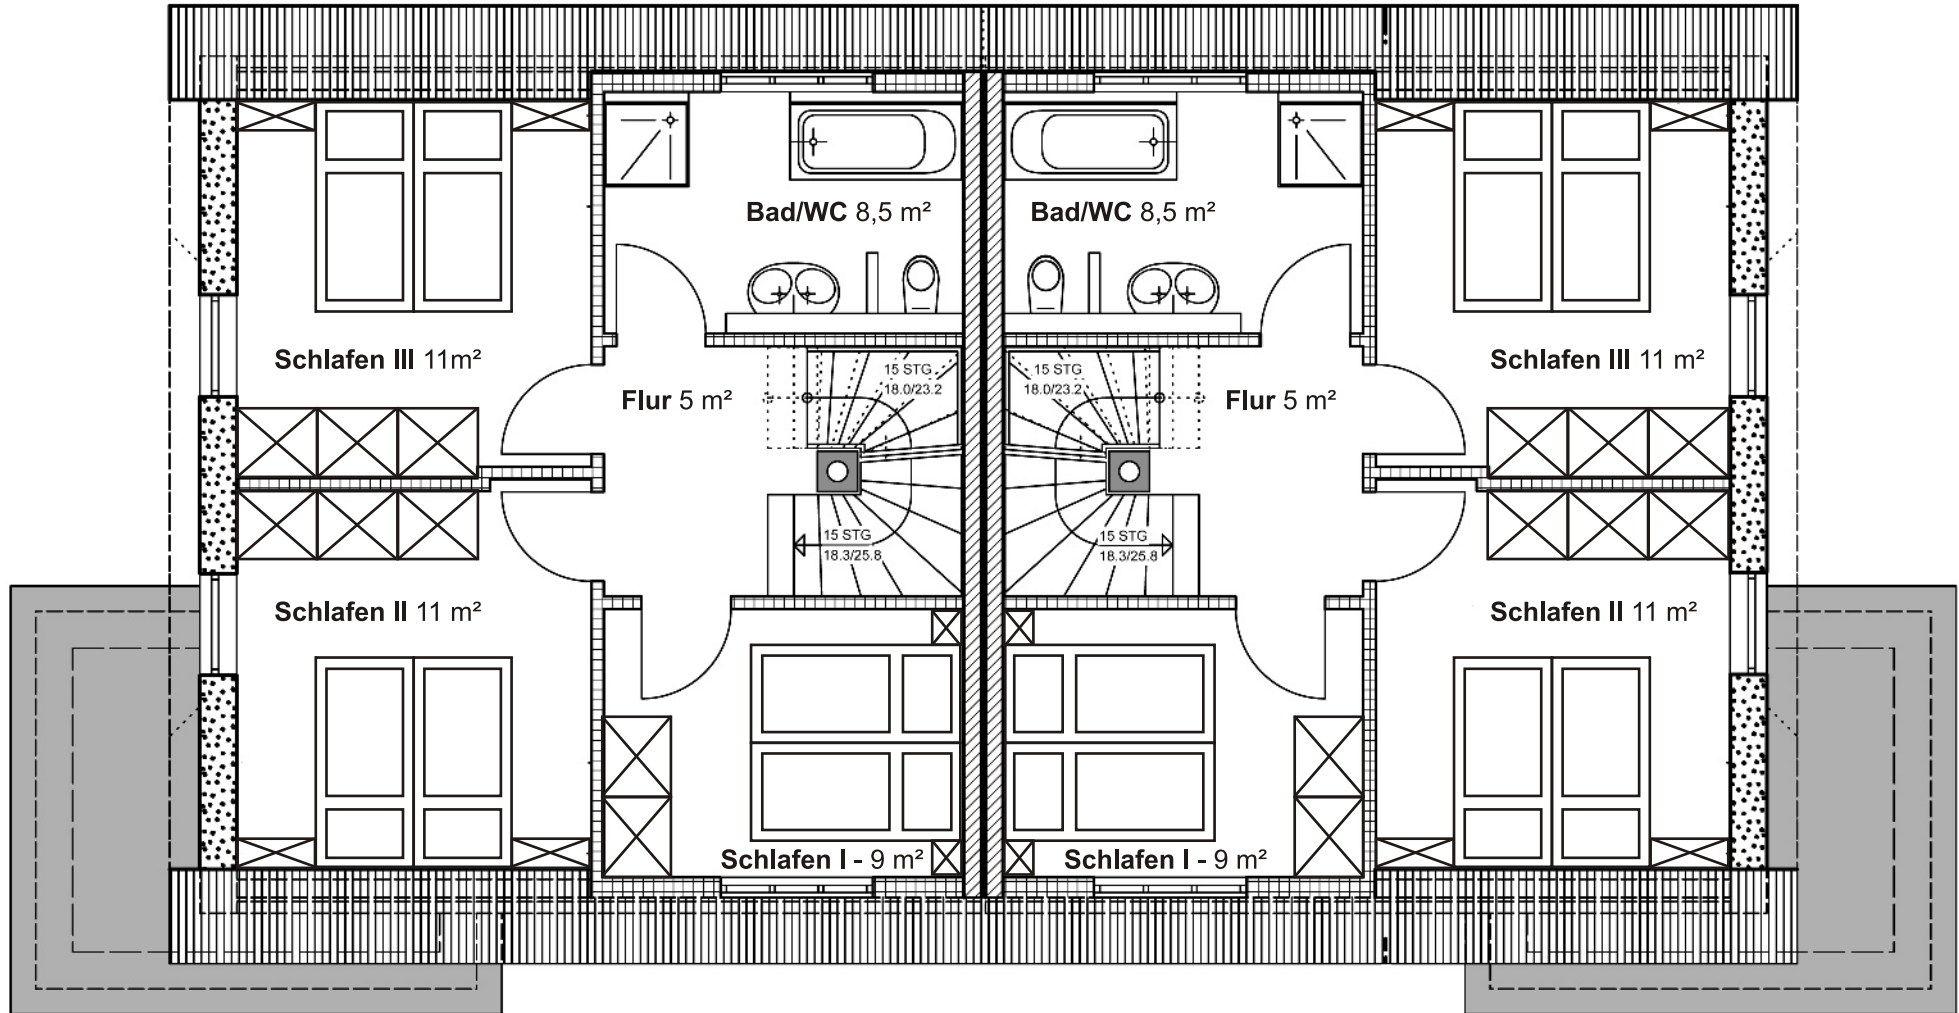 Bad/WC 8,5 m²
Bad/WC 8,5 m²
Schlafen III 11m²
Flur 5 m²
15 STG
18.0/23.2
15 STG
18.0/23.2
Flur 5 m²
Schlafen III 11 m²
15 STG
18.3/25.8
15 STG
18.3/25.8
Schlafen II 11 m²
Schlafen II 11 m²
Schlafen I - 9 m²
Schlafen I - 9 m²